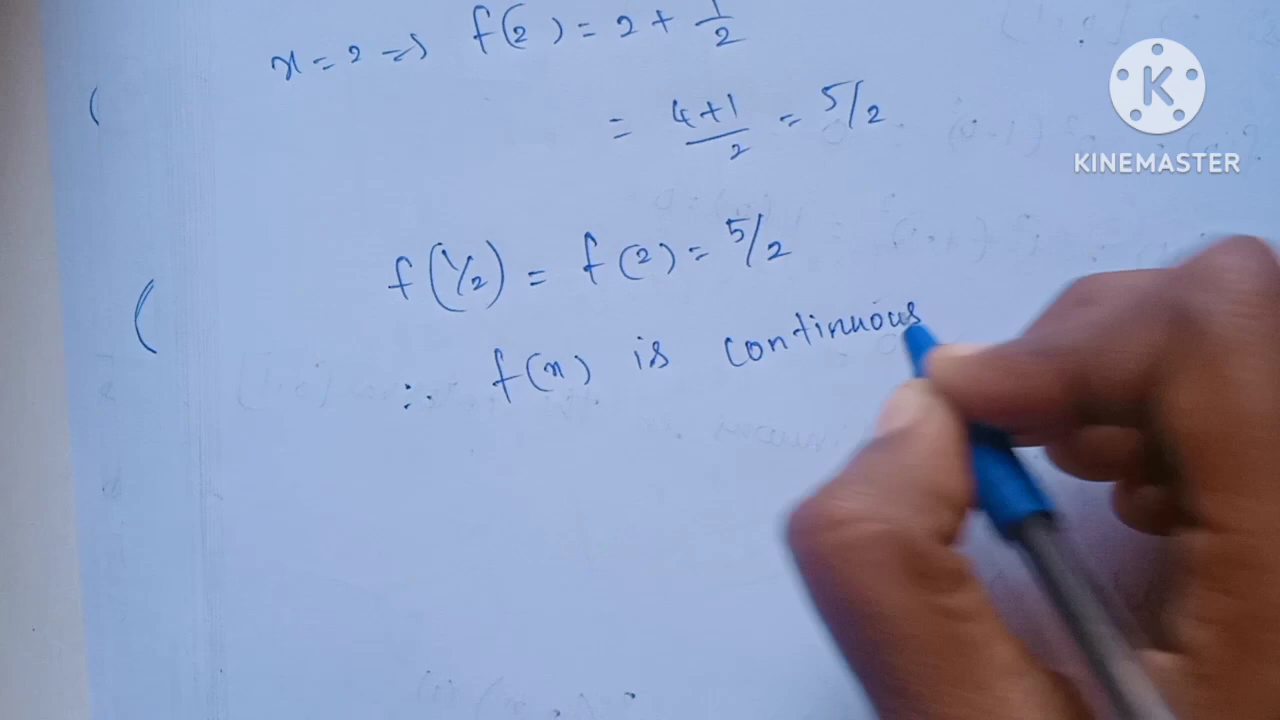 x = 2 => f(2) = 2 + 1/2
= 4+1/2 = 5/2
f(1/2) = f(2) = 5/2
∴ f(x) is continuous
K
KINEMASTER